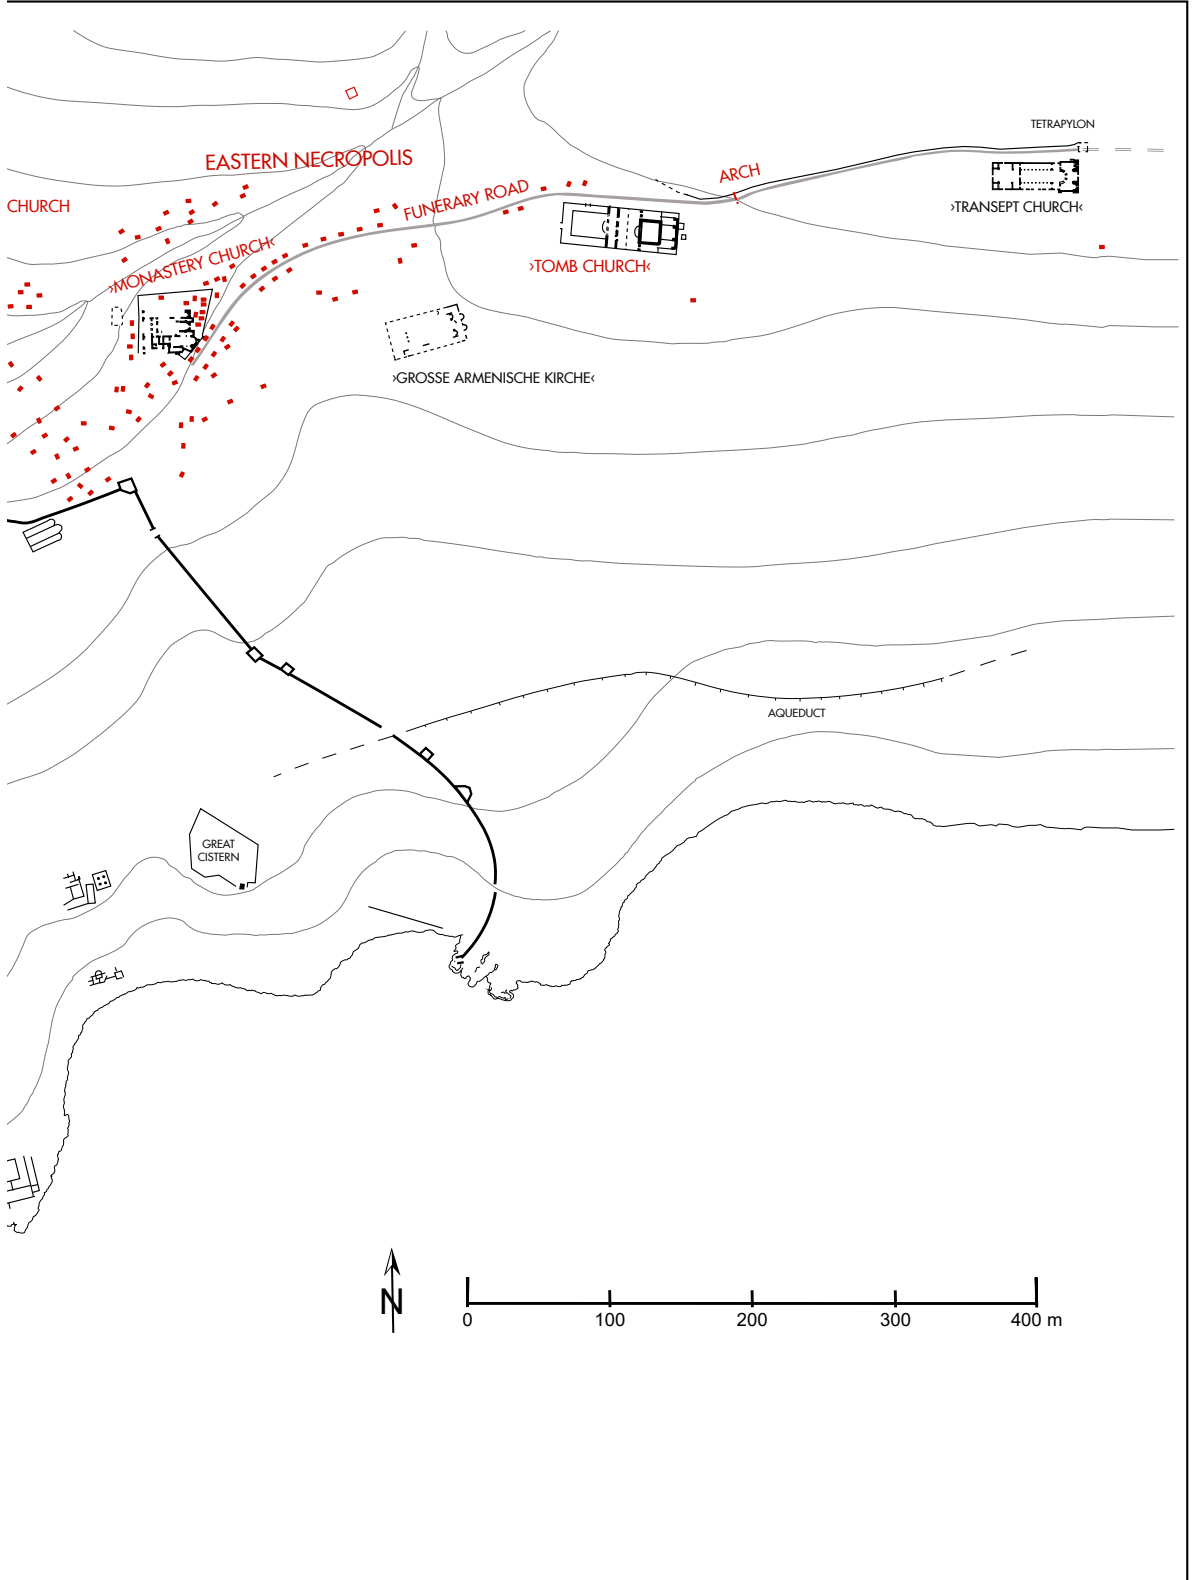 TETRAPYLON
EASTERN NECROPOLIS
ARCH
FUNERARY ROAD
CHURCH
›TRANSEPT CHURCH‹
›MONASTERY CHURCH‹
›TOMB CHURCH‹
›GROSSE ARMENISCHE KIRCHE‹
AQUEDUCT
GREAT
CISTERN
N
0 100 200 300 400 m